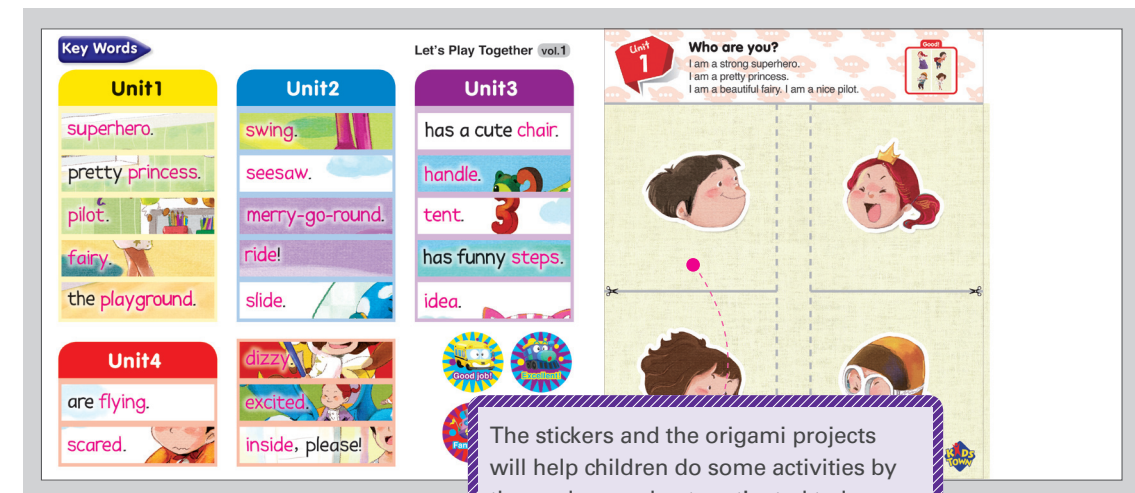 Key Words
Let's Play Together vol.1
Unit1
superhero.
pretty princess.
pilot.
fairy.
the playground.
Unit2
swing.
seesaw.
merry-go-round.
ride!
slide.
Unit3
has a cute chair.
handle.
tent.
has funny steps.
idea.
Unit4
are flying.
scared.
dizzy.
excited.
inside, please!
Good job!
Excellent!
Unit
1
Who are you?
I am a strong superhero.
I am a pretty princess.
I am a beautiful fairy. I am a nice pilot.
Good!
The stickers and the origami projects
will help children do some activities by
KIDS
TOWN